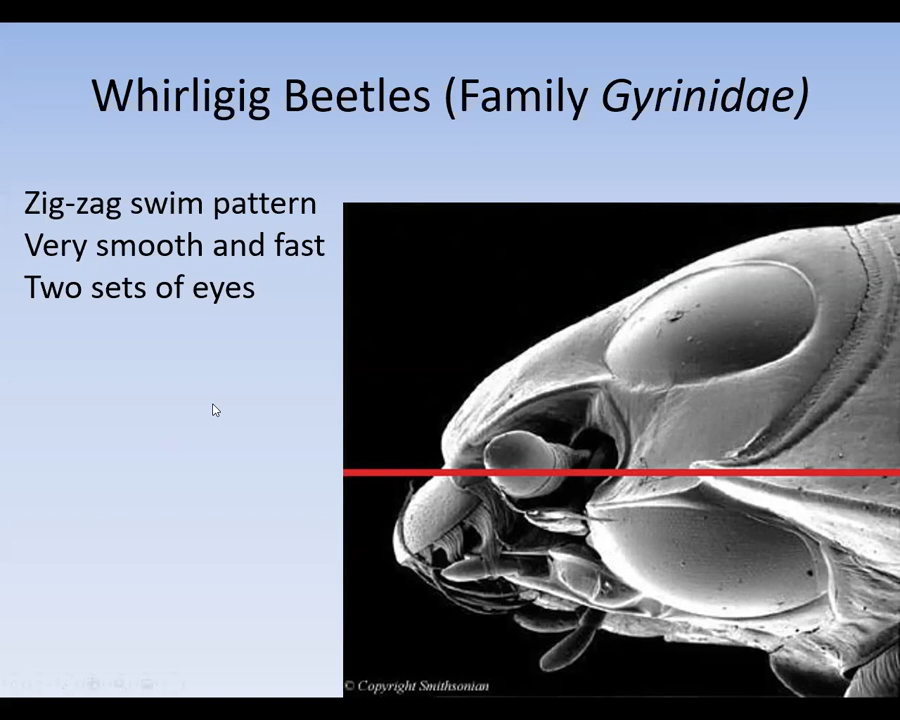 Whirligig Beetles (Family Gyrinidae)
Zig-zag swim pattern
Very smooth and fast
Two sets of eyes
© Copyright Smithsonian